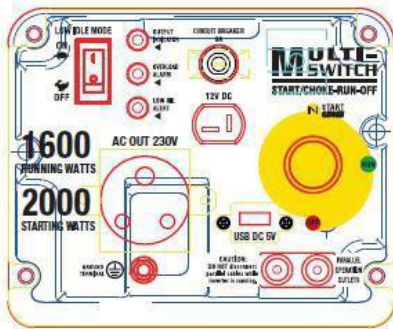 LOW IDLE MODE
ON
OFF
OUTPUT
INDICATOR
OVERLOAD
ALARM
LOW OIL
ALERT
CIRCUIT BREAKER
12V DC
MULTI-
SWITCH
START/CHOKE-RUN-OFF
START
RUN
OFF
1600
RUNNING WATTS
2000
STARTING WATTS
AC OUT 230V
USB DC 5V
GROUND
TERMINAL
CAUTION:
DO NOT disconnect
parallel cables while
inverter is running.
PARALLEL
OPERATION
OUTLETS